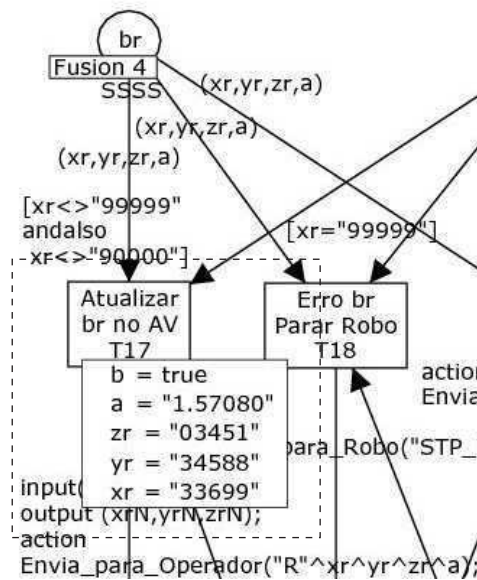 br
Fusion 4
SSSS
(xr,yr,zr,a)
(xr,yr,zr,a)
(xr,yr,zr,a)
[xr<>"99999"
andalso
xr<>"90000"]
[xr="99999"]
Atualizar
br no AV
T17
Erro br
Parar Robo
T18
b = true
a = "1.57080"
zr = "03451"
yr = "34588"
xr = "33699"
action
Envia
para_Robo("STP_
input(
output (xrN,yrN,zrN);
action
Envia_para_Operador("R"^xr^yr^zr^a);